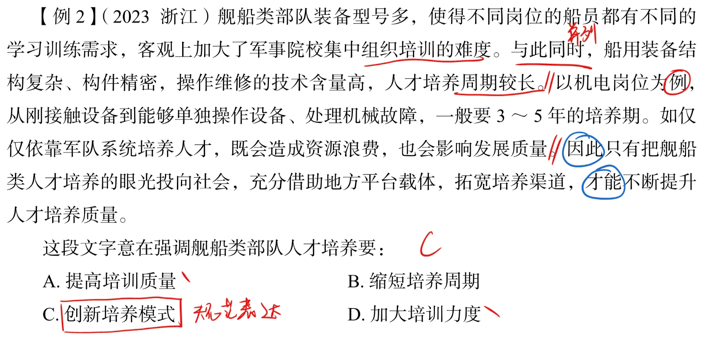 【例 2】（2023 浙江）舰船类部队装备型号多，使得不同岗位的船员都有不同的
学习训练需求，客观上加大了军事院校集中组织培训的难度。与此同时，船用装备结
并列
构复杂、构件精密，操作维修的技术含量高，人才培养周期较长。以机电岗位为例，
从刚接触设备到能够单独操作设备、处理机械故障，一般要 3 ～ 5 年的培养期。如仅
仅依靠军队系统培养人才，既会造成资源浪费，也会影响发展质量。因此只有把舰船
类人才培养的眼光投向社会，充分借助地方平台载体，拓宽培养渠道，才能不断提升
人才培养质量。
这段文字意在强调舰船类部队人才培养要： C
A. 提高培训质量 B. 缩短培养周期
C. 创新培养模式 规范表达 D. 加大培训力度